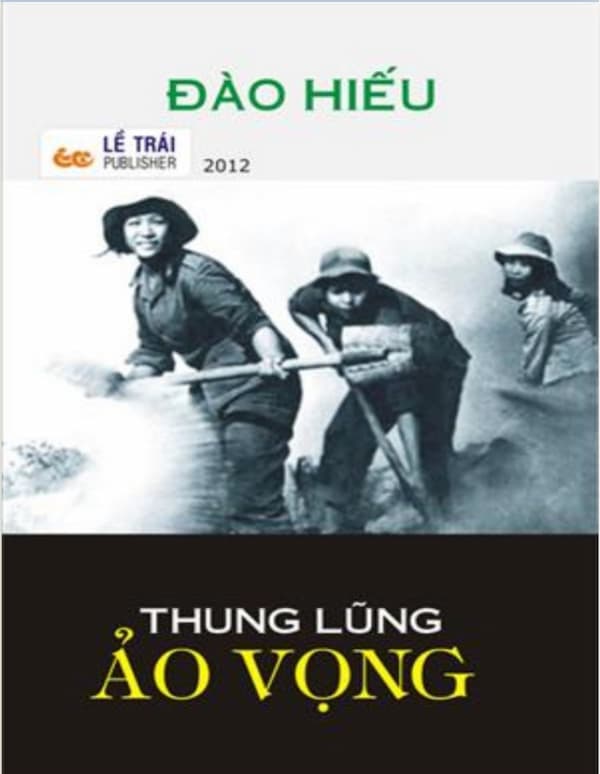 ĐÀO HIẾU
LỀ TRÁI
PUBLISHER
2012
THUNG LŨNG
ẢO VỌNG